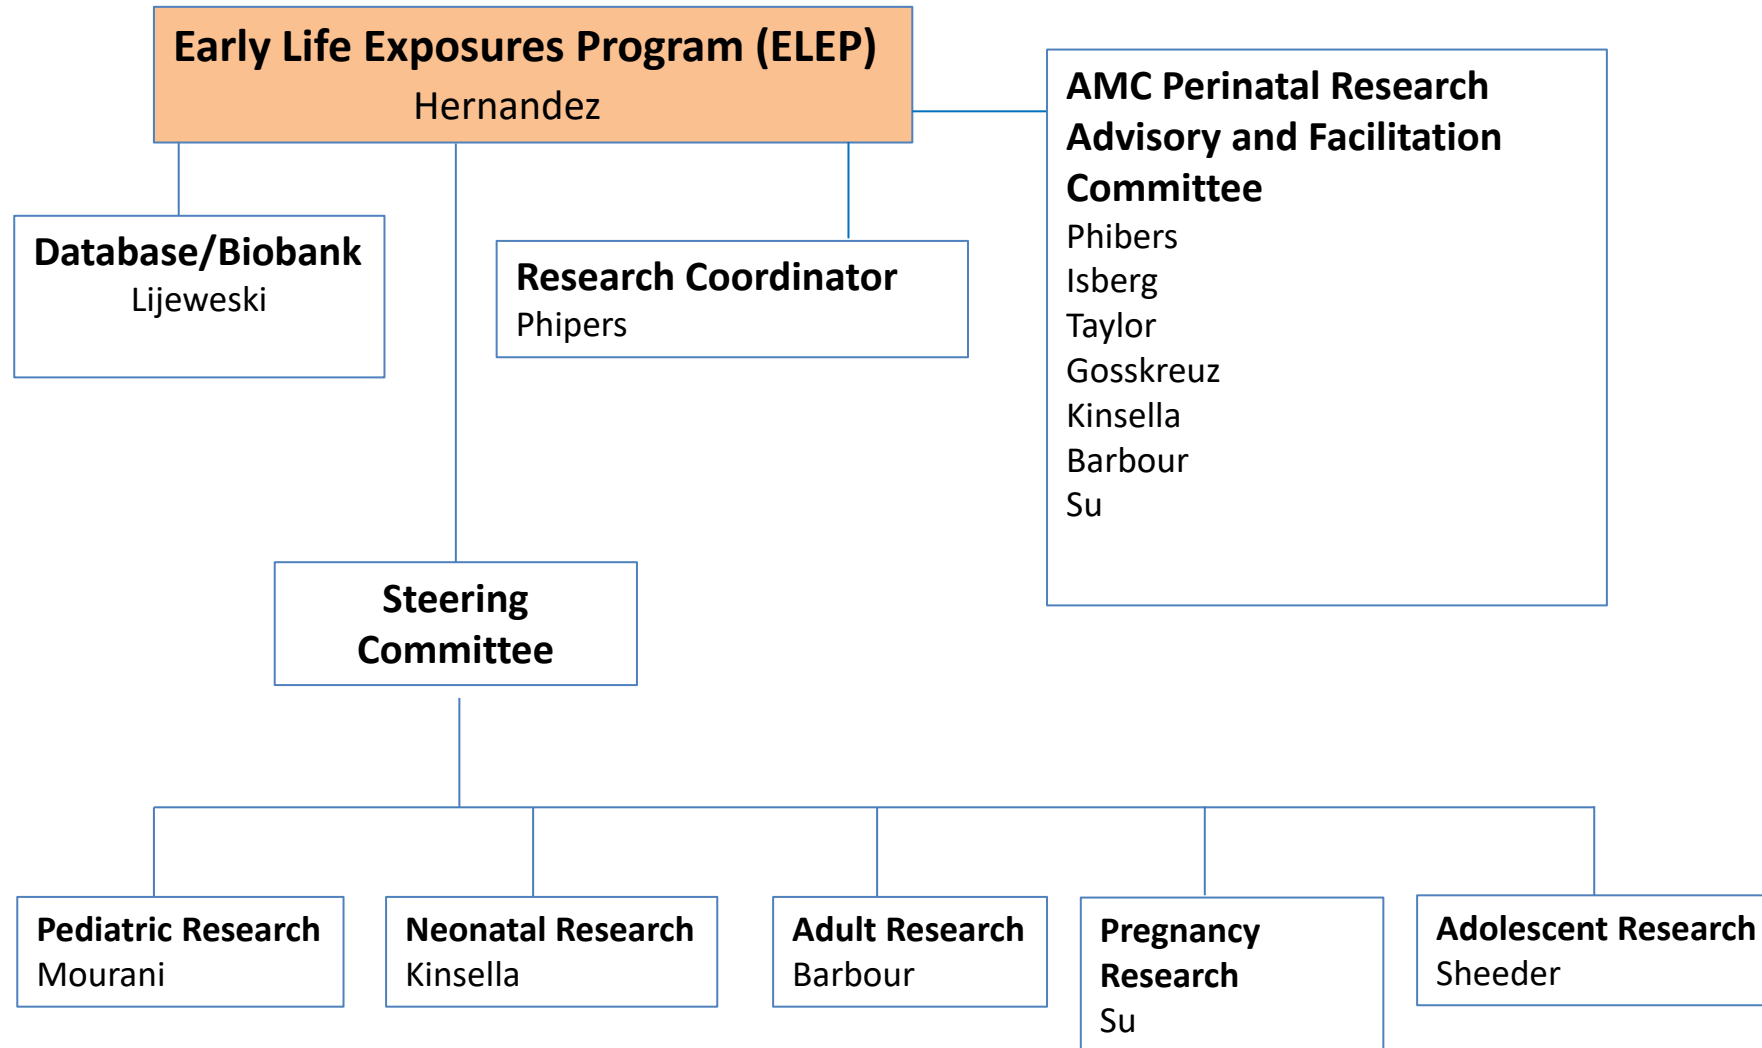 Early Life Exposures Program (ELEP)
Hernandez
AMC Perinatal Research
Advisory and Facilitation
Committee
Phibers
Isberg
Taylor
Gosskreuz
Kinsella
Barbour
Su
Database/Biobank
Lijeweski
Research Coordinator
Phipers
Steering
Committee
Pediatric Research
Mourani
Neonatal Research
Kinsella
Adult Research
Barbour
Pregnancy
Research
Su
Adolescent Research
Sheeder